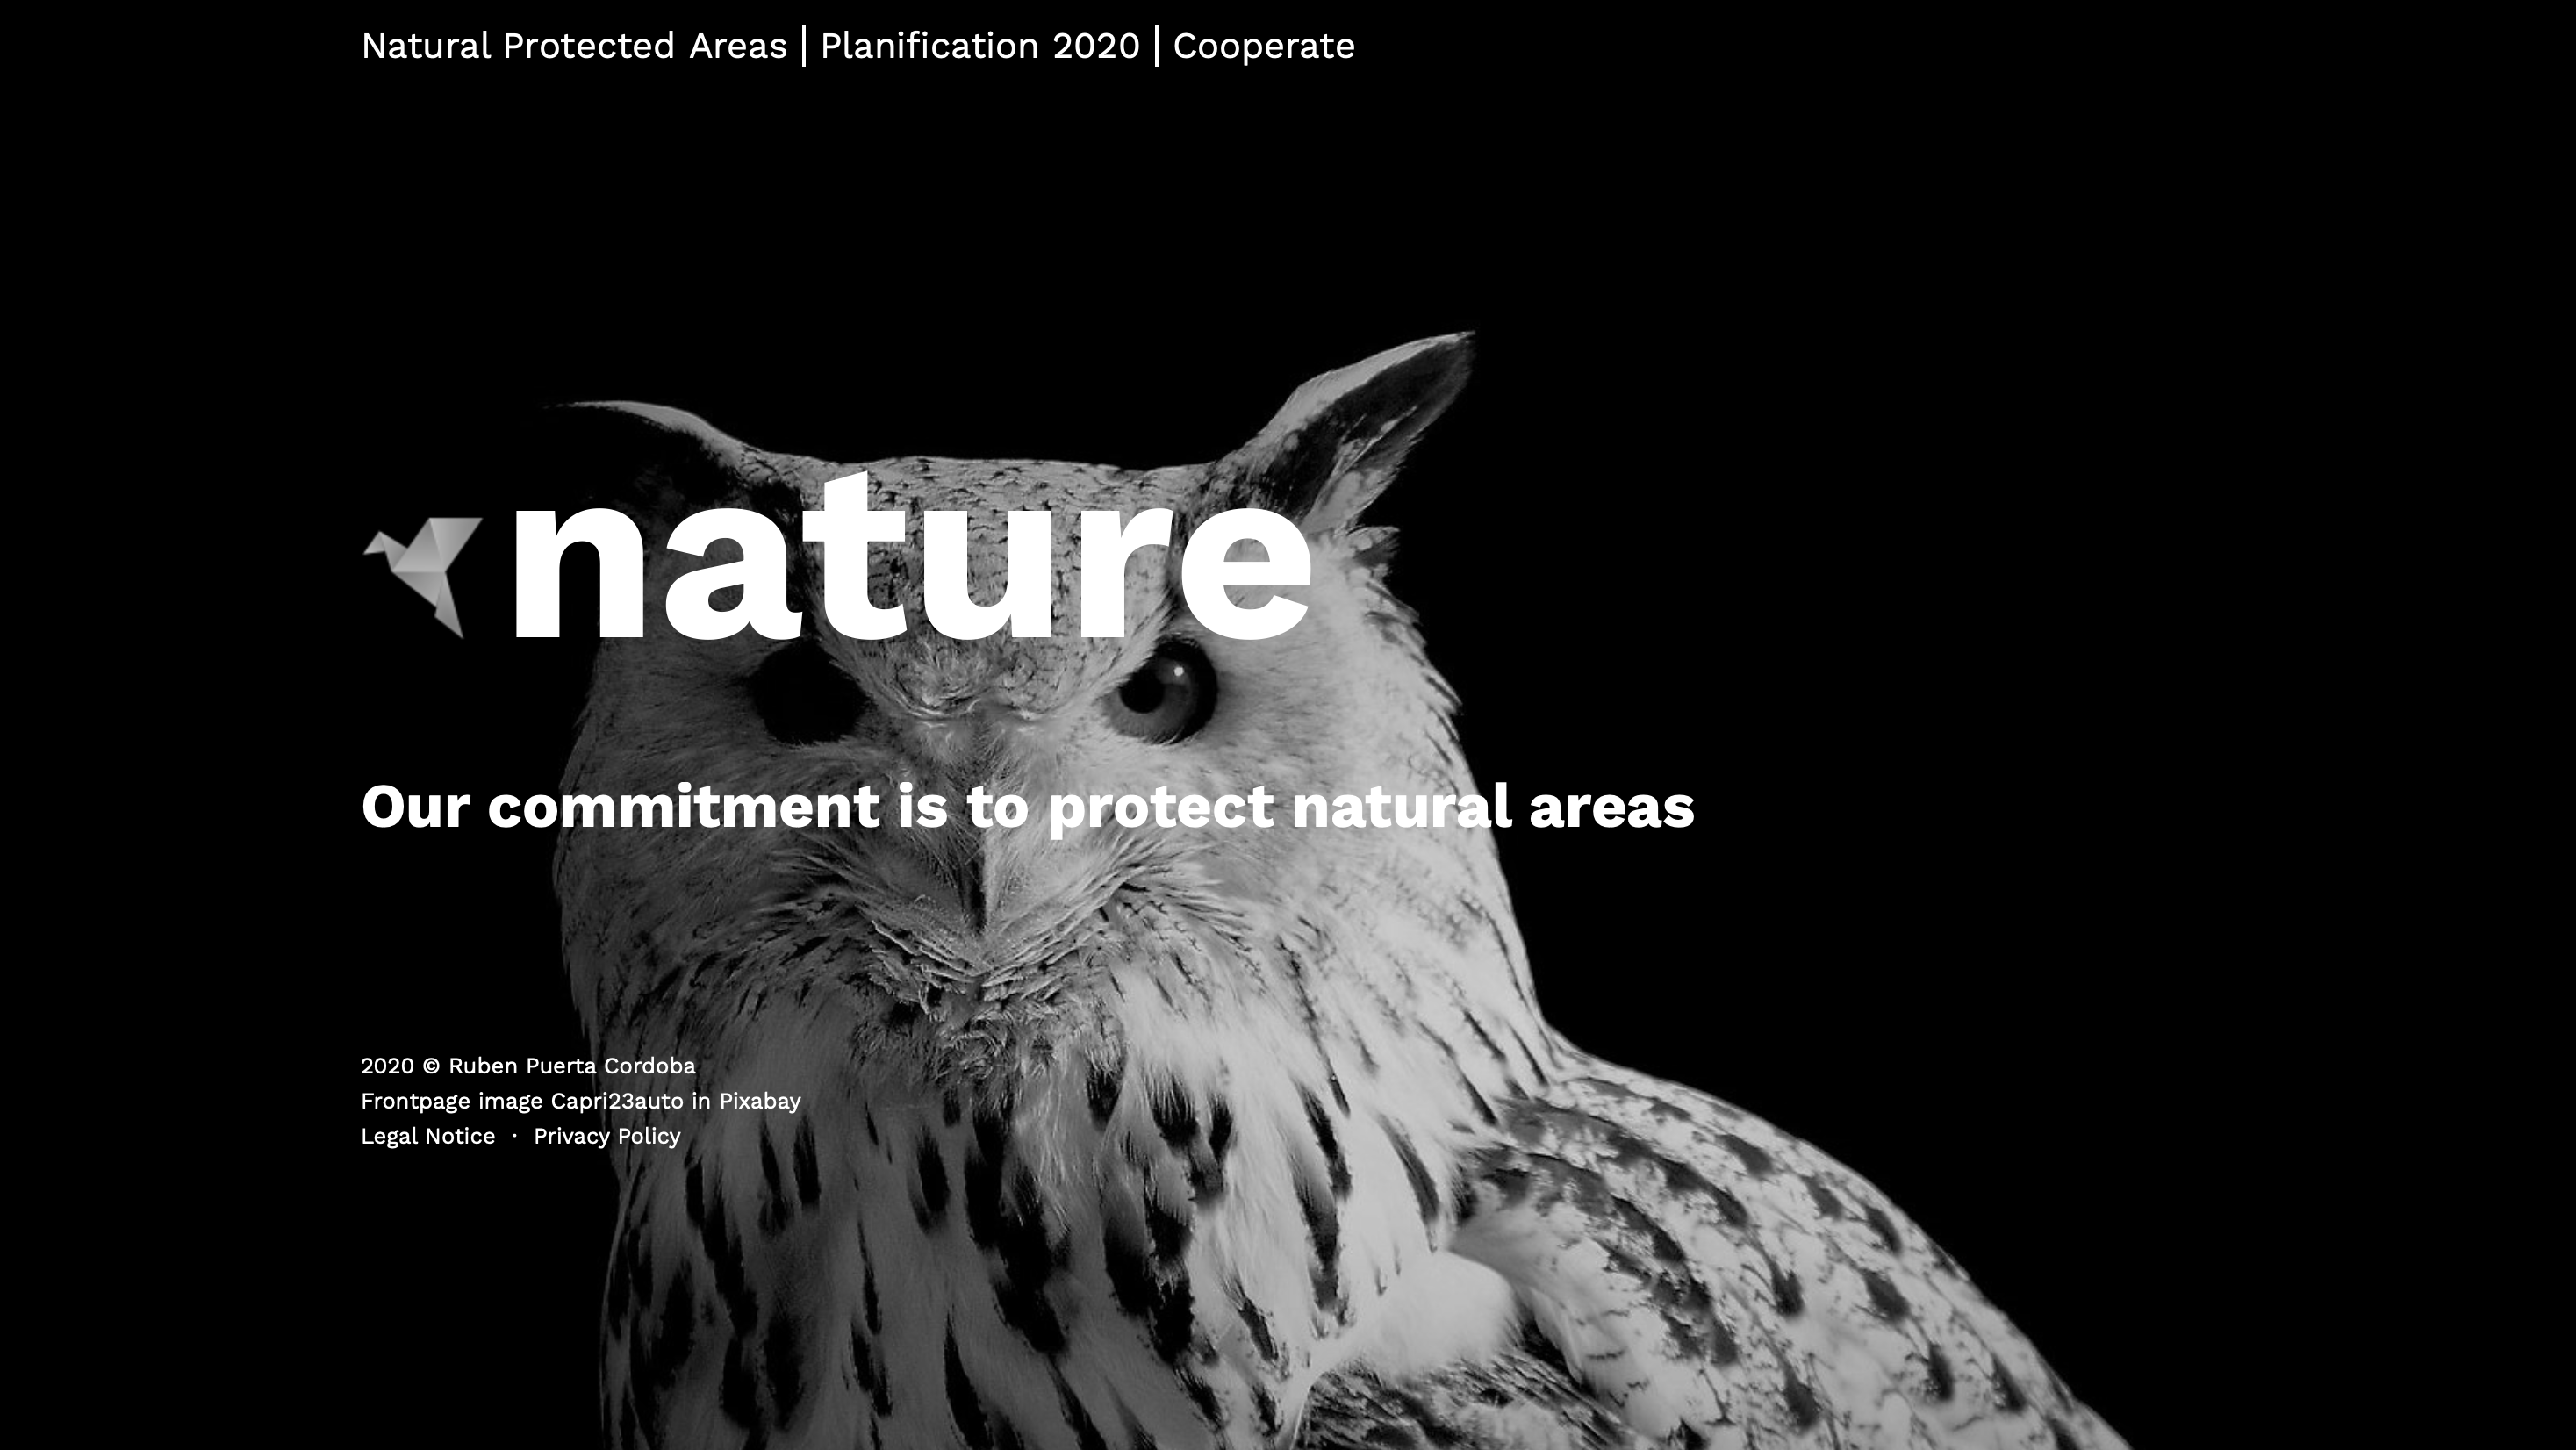 Natural Protected Areas | Planification 2020 | Cooperate
nature
Our commitment is to protect natural areas
2020 © Ruben Puerta Cordoba
Frontpage image Capri23auto in Pixabay
Legal Notice · Privacy Policy